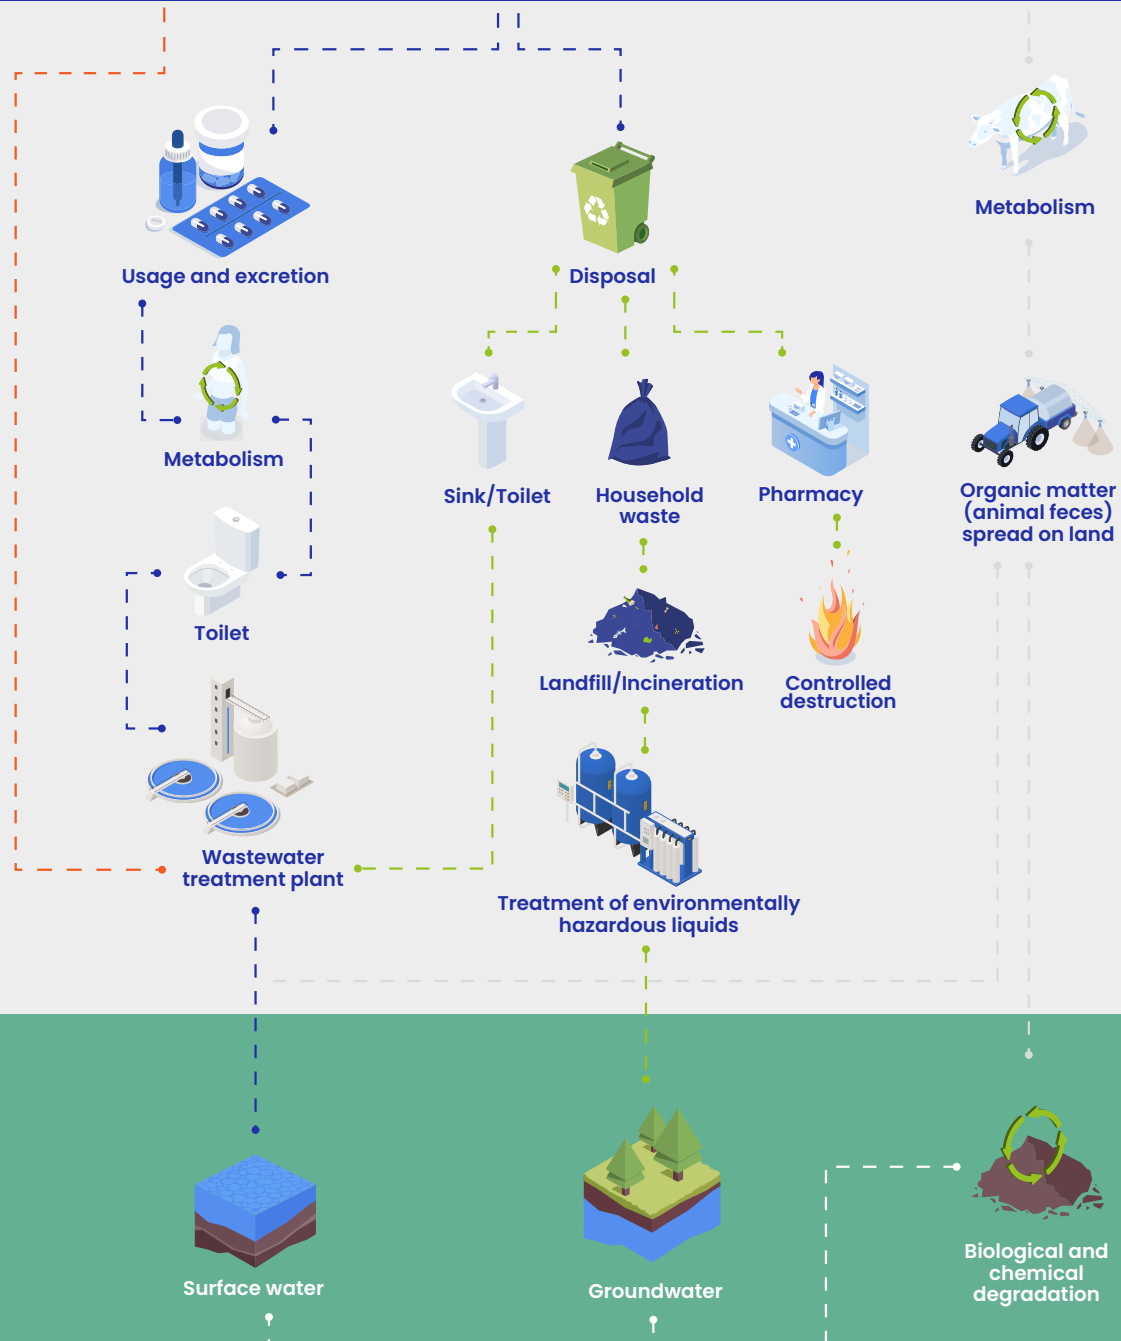 Metabolism
Usage and excretion
Disposal
Metabolism
Sink/Toilet
Household
waste
Pharmacy
Organic matter
(animal feces)
spread on land
Toilet
Landfill/Incineration
Controlled
destruction
Wastewater
treatment plant
Treatment of environmentally
hazardous liquids
Surface water
Groundwater
Biological and
chemical
degradation